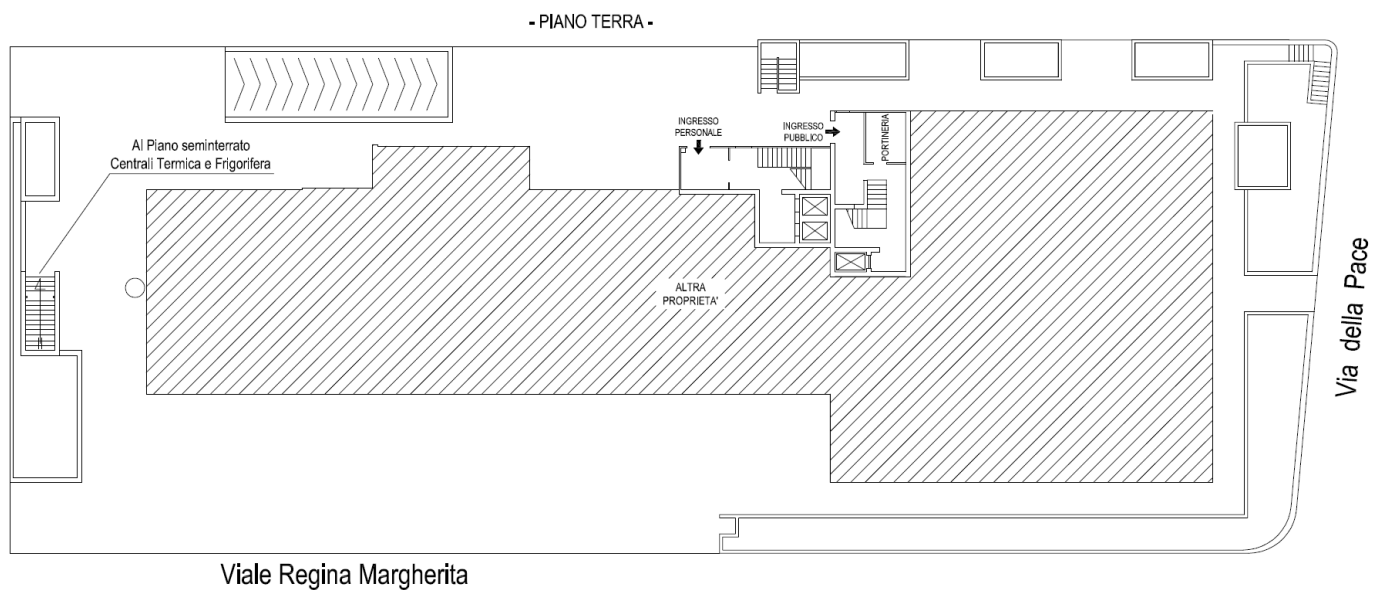 - PIANO TERRA -
INGRESSO
PERSONALE
INGRESSO
PUBBLICO
PORTINERIA
Al Piano seminterrato
Centrali Termica e Frigorifera
ALTRA
PROPRIETA'
Via della Pace
Viale Regina Margherita